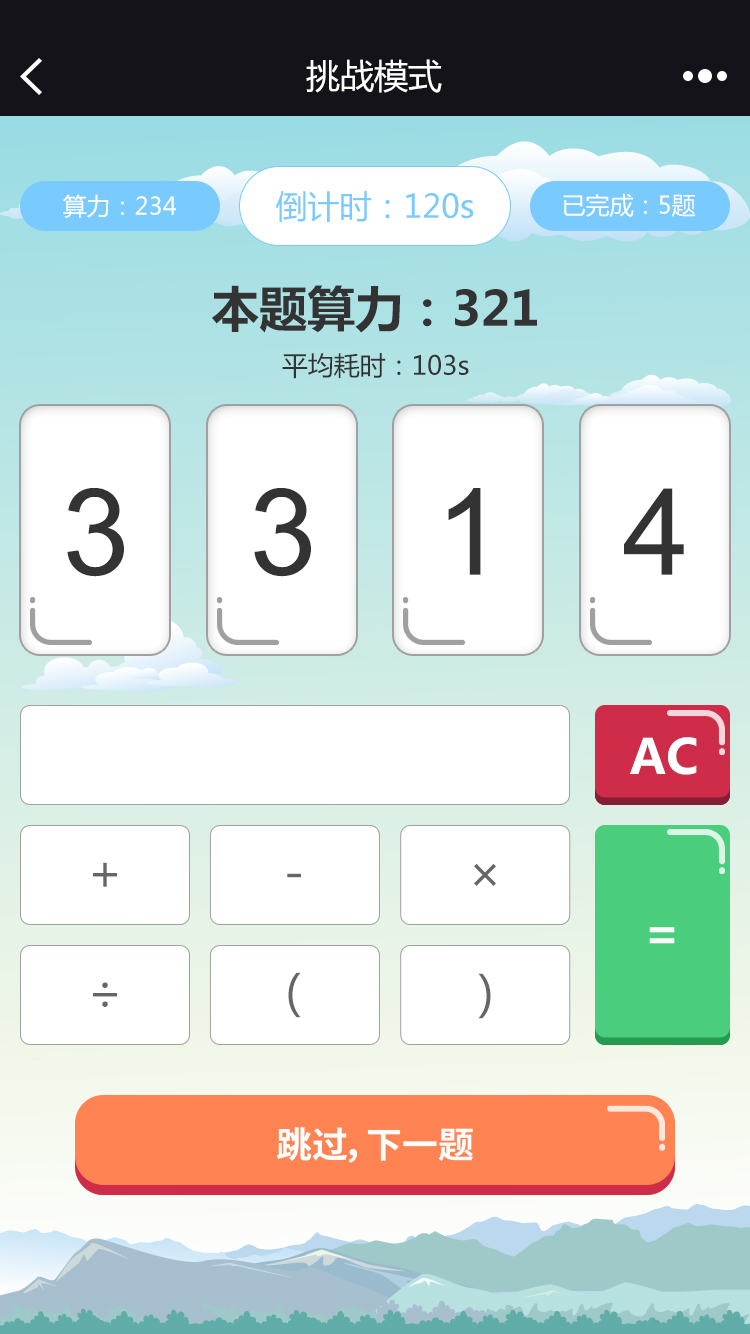 挑战模式
算力：234
倒计时：120s
已完成：5题
本题算力：321
平均耗时：103s
3 3 1 4
AC
+ - ×
=
÷ ( )
跳过，下一题